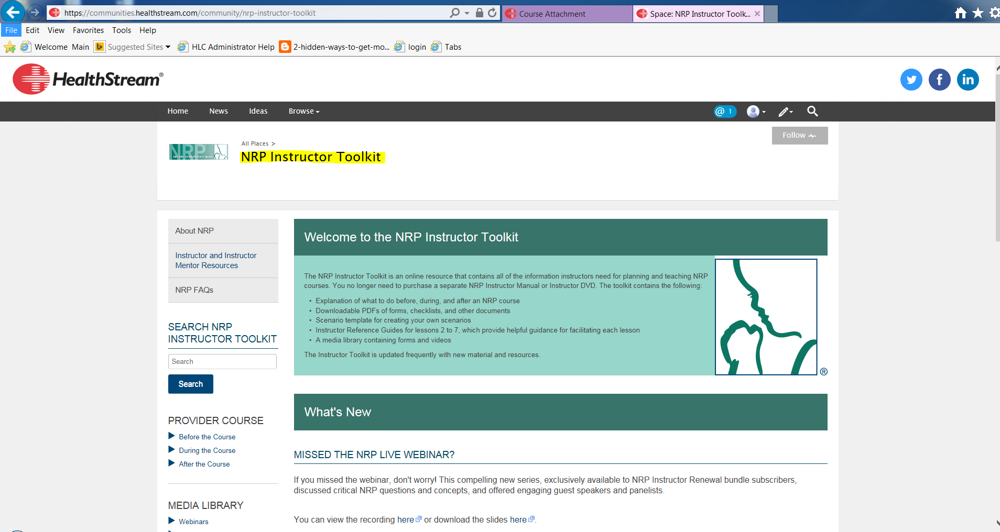 https://communities.healthstream.com/community/nrp-instructor-toolkit
Course Attachment
Space: NRP Instructor Toolk...
File Edit View Favorites Tools Help
Welcome Main Suggested Sites HLC Administrator Help 2-hidden-ways-to-get-mo... login Tabs
HealthStream®
Home News Ideas Browse @ 1
Follow
NRP
Neonatal Resuscitation Program
All Places >
NRP Instructor Toolkit
About NRP
Instructor and Instructor
Mentor Resources
NRP FAQs
SEARCH NRP
INSTRUCTOR TOOLKIT
Search
Search
PROVIDER COURSE
Before the Course
During the Course
After the Course
MEDIA LIBRARY
Webinars
Welcome to the NRP Instructor Toolkit
The NRP Instructor Toolkit is an online resource that contains all of the information instructors need for planning and teaching NRP
courses. You no longer need to purchase a separate NRP Instructor Manual or Instructor DVD. The toolkit contains the following:
• Explanation of what to do before, during, and after an NRP course
• Downloadable PDFs of forms, checklists, and other documents
• Scenario template for creating your own scenarios
• Instructor Reference Guides for lessons 2 to 7, which provide helpful guidance for facilitating each lesson
• A media library containing forms and videos
The Instructor Toolkit is updated frequently with new material and resources.
®
What's New
MISSED THE NRP LIVE WEBINAR?
If you missed the webinar, don't worry! This compelling new series, exclusively available to NRP Instructor Renewal bundle subscribers,
discussed critical NRP questions and concepts, and offered engaging guest speakers and panelists.
You can view the recording here or download the slides here.